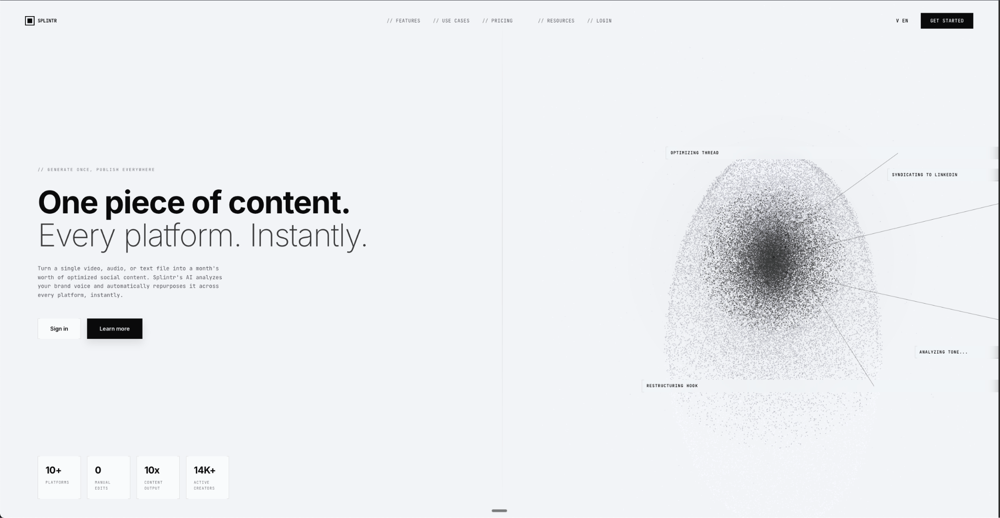 SPLINTR
// FEATURES // USE CASES // PRICING // RESOURCES // LOGIN
V EN
GET STARTED
// GENERATE ONCE, PUBLISH EVERYWHERE
One piece of content.
Every platform. Instantly.
Turn a single video, audio, or text file into a month's
worth of optimized social content. Splintr's AI analyzes
your brand voice and automatically repurposes it across
every platform, instantly.
Sign in
Learn more
10+
PLATFORMS
0
MANUAL
EDITS
10x
CONTENT
OUTPUT
14K+
ACTIVE
CREATORS
OPTIMIZING THREAD
SYNDICATING TO LINKEDIN
ANALYZING TONE...
RESTRUCTURING HOOK